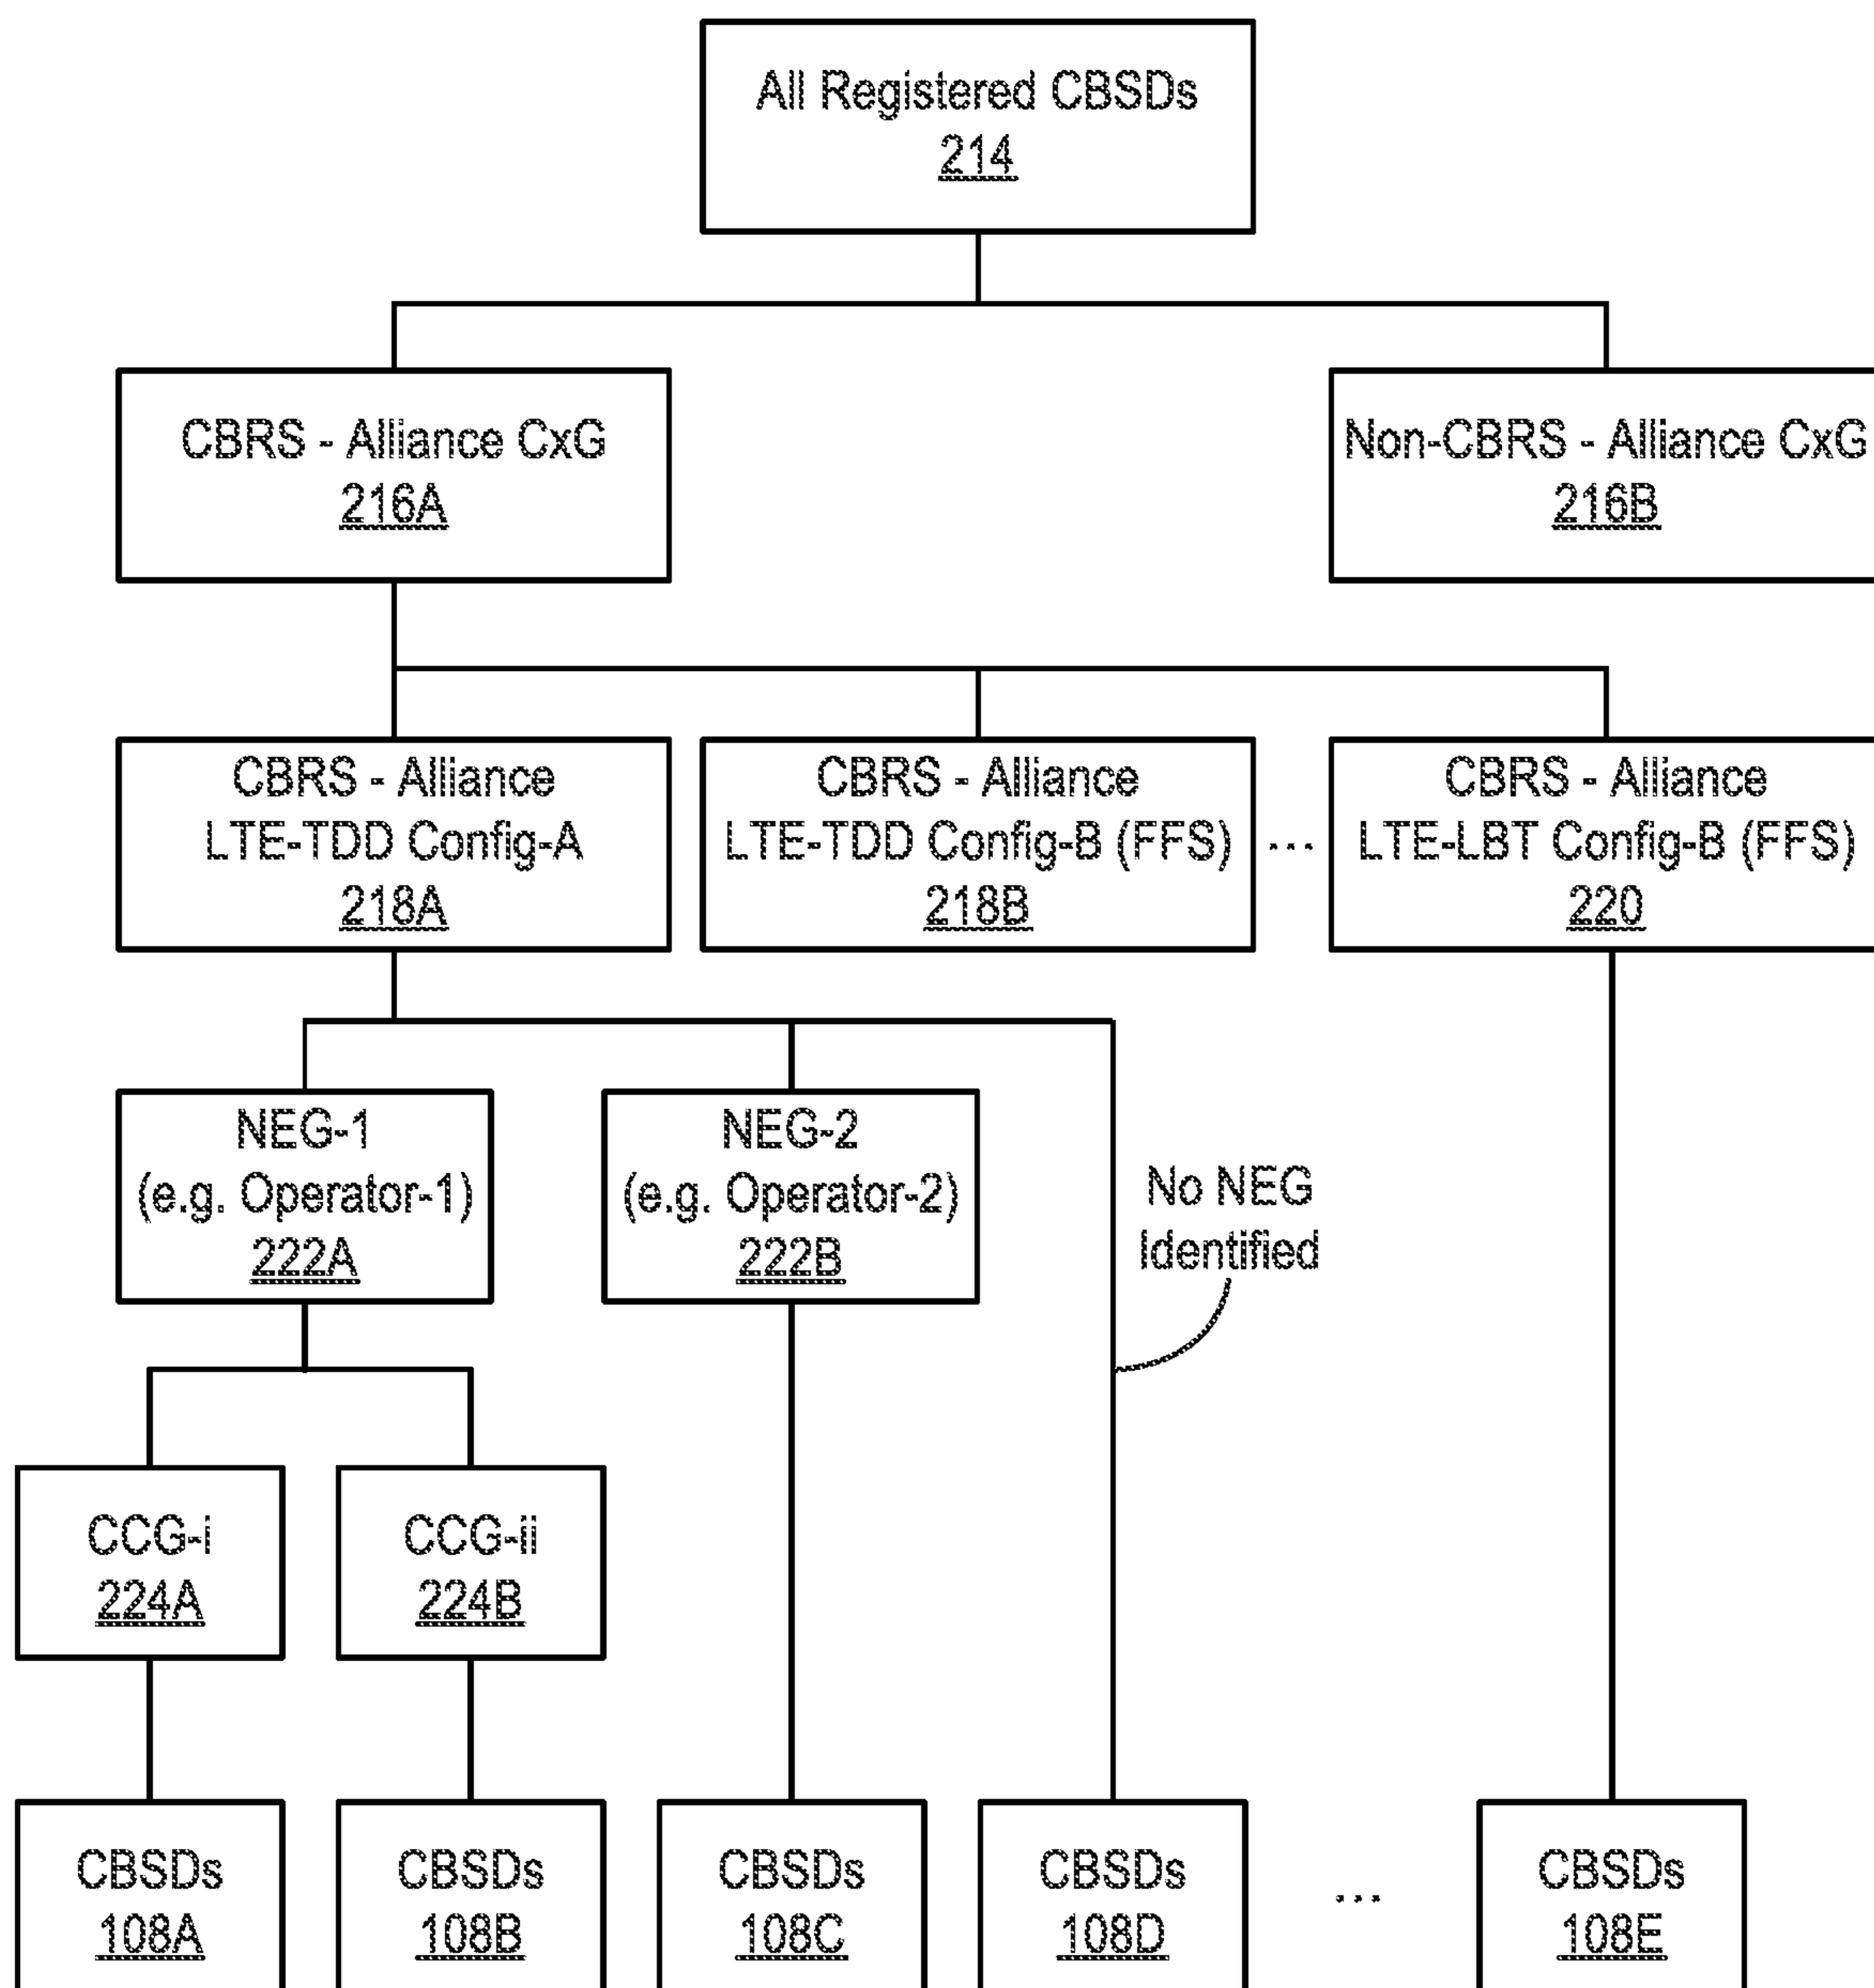 All Registered CBSDs
214
CBRS - Alliance CxG
216A
Non-CBRS - Alliance CxG
216B
CBRS - Alliance
LTE-TDD Config-A
218A
CBRS - Alliance
LTE-TDD Config-B (FFS)
218B
...
CBRS - Alliance
LTE-LBT Config-B (FFS)
220
NEG-1
(e.g. Operator-1)
222A
NEG-2
(e.g. Operator-2)
222B
No NEG
Identified
CCG-i
224A
CCG-ii
224B
CBSDs
108A
CBSDs
108B
CBSDs
108C
CBSDs
108D
...
CBSDs
108E